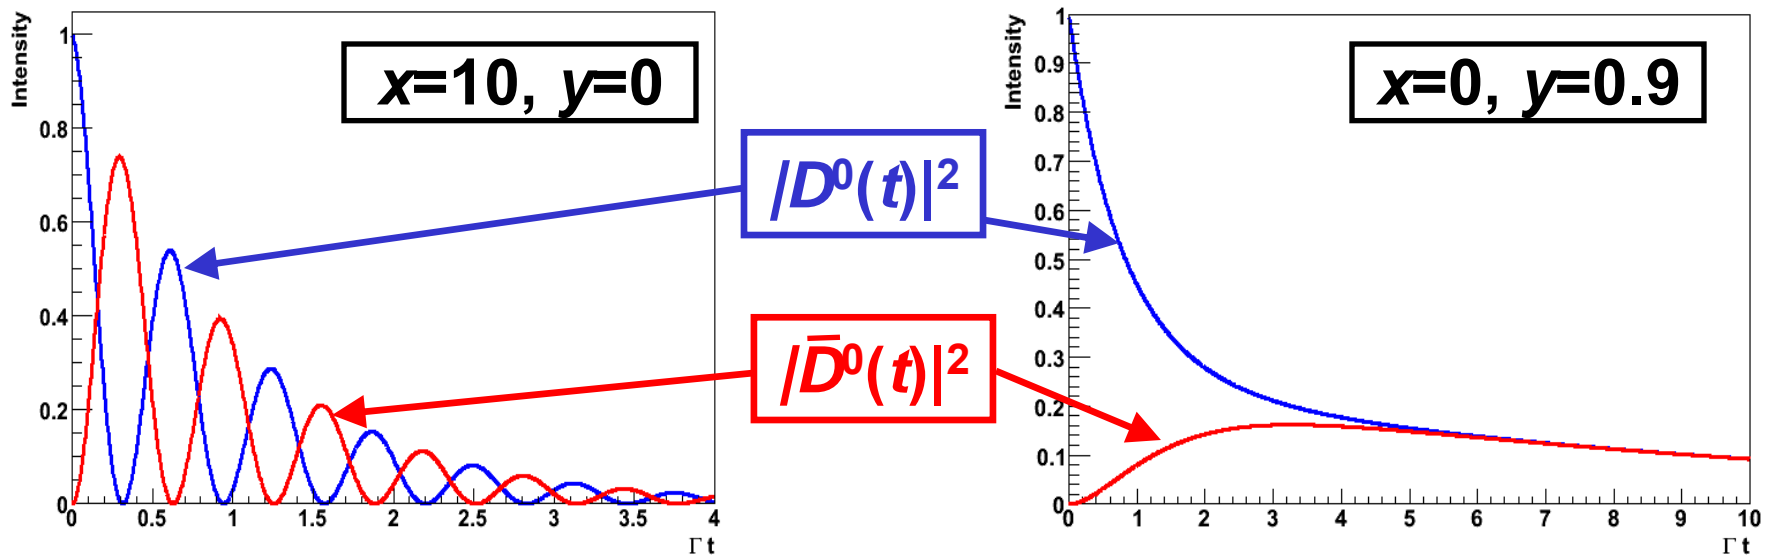 Intensity
1
0.8
0.6
0.4
0.2
0
0 0.5 1 1.5 2 2.5 3 3.5 4
Γ t
x=10, y=0
|D⁰(t)|²
|D̅⁰(t)|²
Intensity
1
0.9
0.8
0.7
0.6
0.5
0.4
0.3
0.2
0.1
0
0 1 2 3 4 5 6 7 8 9 10
Γ t
x=0, y=0.9